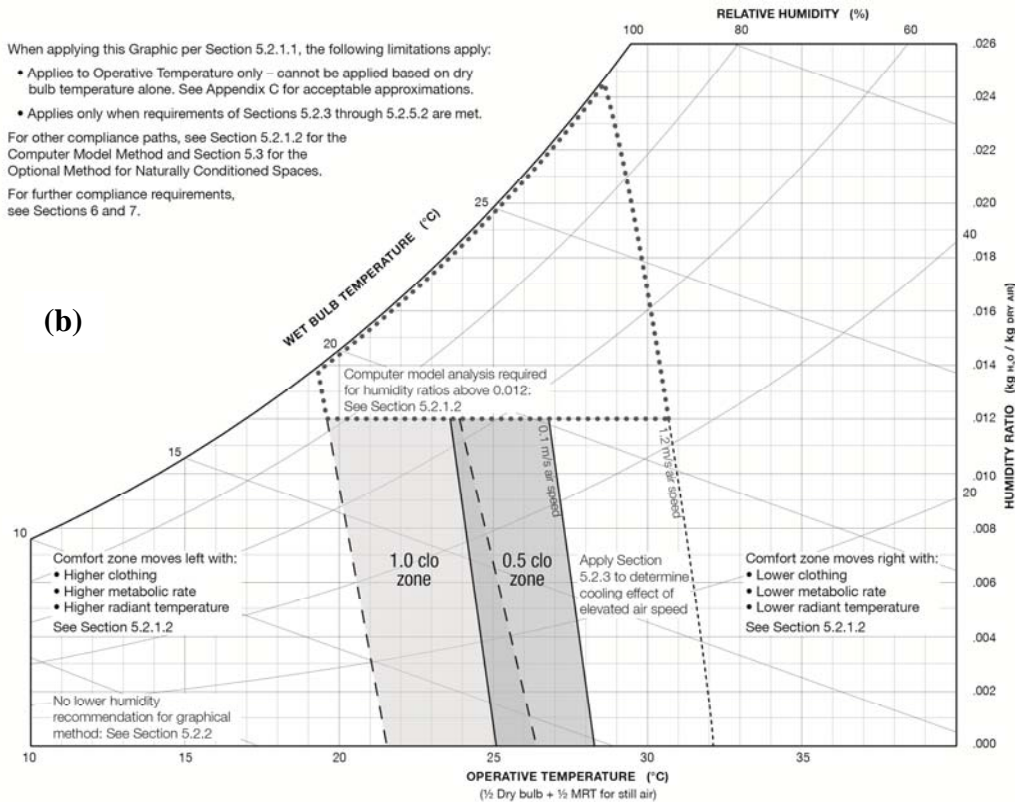 RELATIVE HUMIDITY (%)
100
80
60
When applying this Graphic per Section 5.2.1.1, the following limitations apply:
• Applies to Operative Temperature only – cannot be applied based on dry
bulb temperature alone. See Appendix C for acceptable approximations.
• Applies only when requirements of Sections 5.2.3 through 5.2.5.2 are met.
For other compliance paths, see Section 5.2.1.2 for the
Computer Model Method and Section 5.3 for the
Optional Method for Naturally Conditioned Spaces.
For further compliance requirements,
see Sections 6 and 7.
(b)
WET BULB TEMPERATURE (°C)
25
20
15
10
40
20
.026
.024
.022
.020
.018
.016
.014
.012
.010
.008
.006
.004
.002
.000
HUMIDITY RATIO (kg H₂O / kg DRY AIR)
Computer model analysis required
for humidity ratios above 0.012.
See Section 5.2.1.2
0.1 m/s air speed
1.2 m/s air speed
Comfort zone moves left with:
• Higher clothing
• Higher metabolic rate
• Higher radiant temperature
See Section 5.2.1.2
1.0 clo
zone
0.5 clo
zone
Apply Section
5.2.3 to determine
cooling effect of
elevated air speed
Comfort zone moves right with:
• Lower clothing
• Lower metabolic rate
• Lower radiant temperature
See Section 5.2.1.2
No lower humidity
recommendation for graphical
method: See Section 5.2.2
10
20
25
30
35
OPERATIVE TEMPERATURE (°C)
(½ Dry bulb + ½ MRT for still air)